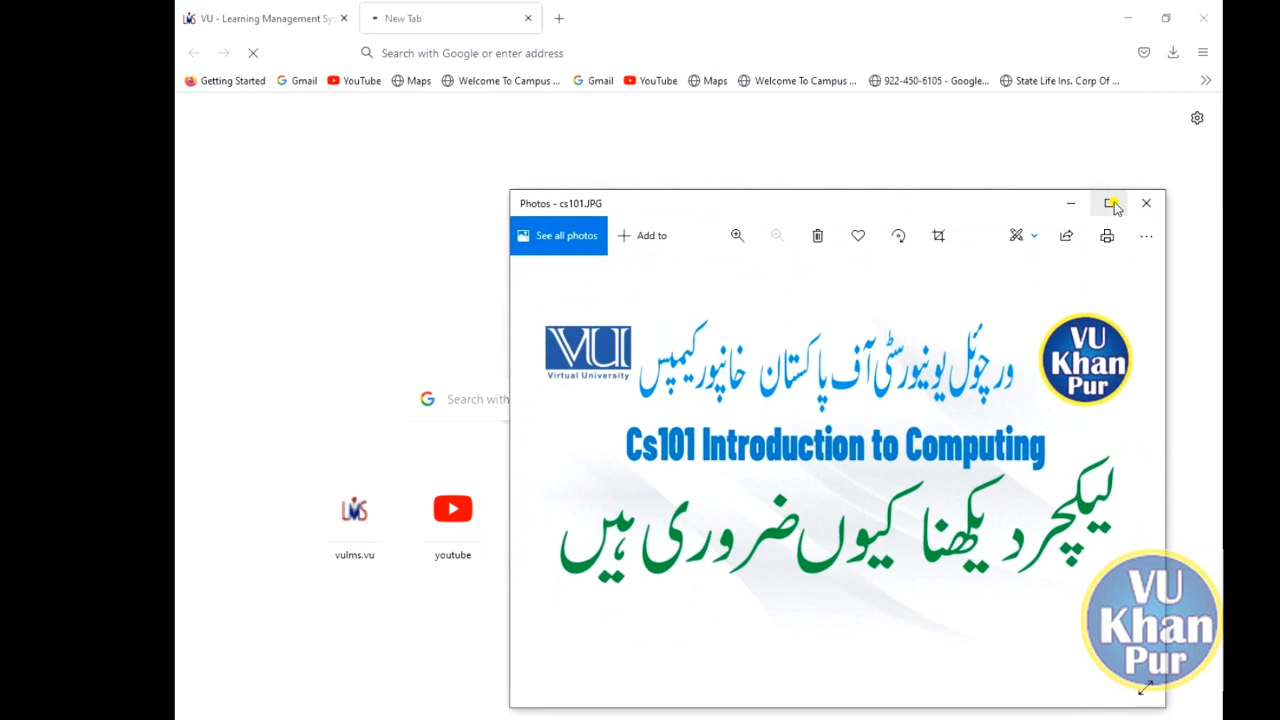 VU - Learning Management Sy
New Tab
Search with Google or enter address
Getting Started
Gmail
YouTube
Maps
Welcome To Campus ...
Gmail
YouTube
Maps
Welcome To Campus ...
922-450-6105 - Google...
State Life Ins. Corp Of ...
Photos - cs101.JPG
See all photos
Add to
VU
Virtual University
ورچوئل یونیورسٹی آف پاکستان خانپور کیمپس
VU
Khan
Pur
Search with
Cs101 Introduction to Computing
لیکچر دیکھنا کیوں ضروری ہیں
LMS
vulms.vu
youtube
VU
Khan
Pur